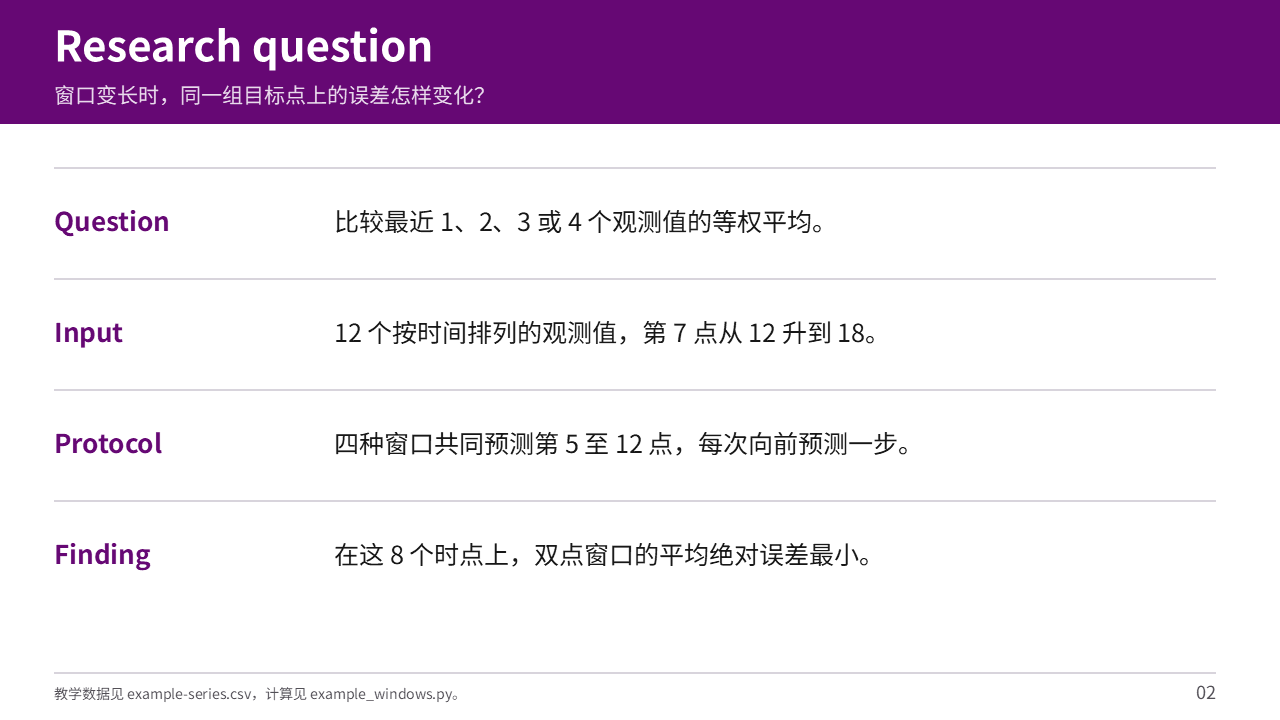 Research question
窗口变长时，同一组目标点上的误差怎样变化？
Question
比较最近 1、2、3 或 4 个观测值的等权平均。
Input
12 个按时间排列的观测值，第 7 点从 12 升到 18。
Protocol
四种窗口共同预测第 5 至 12 点，每次向前预测一步。
Finding
在这 8 个时点上，双点窗口的平均绝对误差最小。
教学数据见 example-series.csv，计算见 example_windows.py。
02